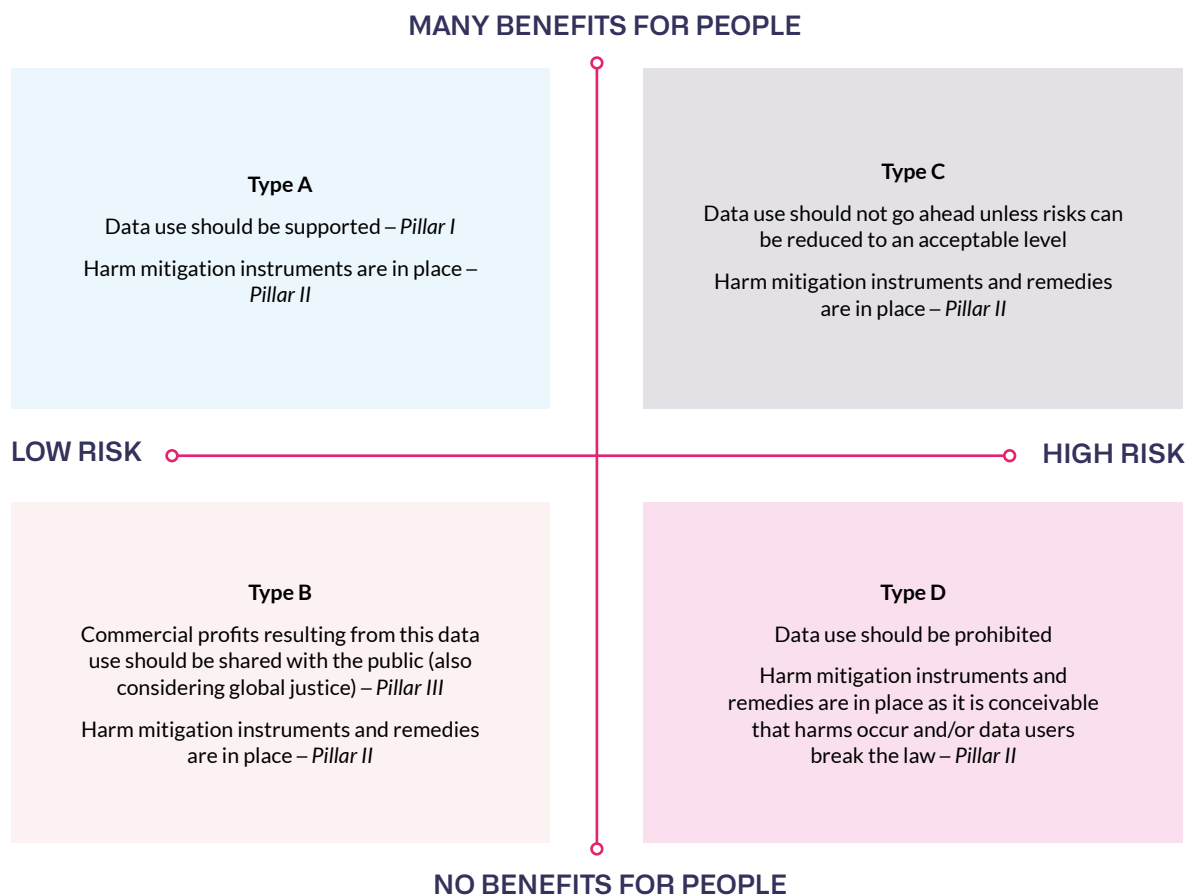 MANY BENEFITS FOR PEOPLE
Type A
Data use should be supported – Pillar I
Harm mitigation instruments are in place –
Pillar II
Type C
Data use should not go ahead unless risks can
be reduced to an acceptable level
Harm mitigation instruments and remedies
are in place – Pillar II
LOW RISK
HIGH RISK
Type B
Commercial profits resulting from this data
use should be shared with the public (also
considering global justice) – Pillar III
Harm mitigation instruments and remedies
are in place – Pillar II
Type D
Data use should be prohibited
Harm mitigation instruments and
remedies are in place as it is conceivable
that harms occur and/or data users
break the law – Pillar II
NO BENEFITS FOR PEOPLE